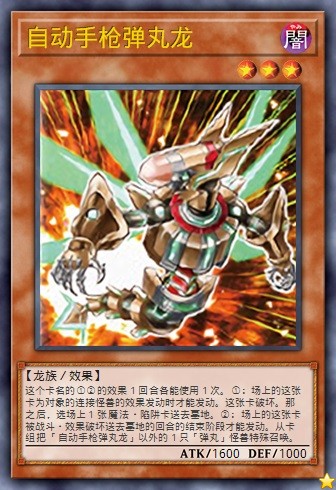 自动手枪弹丸龙
闇
【龙族/效果】
这个卡名的①②的效果1回合各能使用1次。①：场上的这张
卡为对象的连接怪兽的效果发动时才能发动。这张卡破坏。那
之后，选场上1张魔法·陷阱卡送去墓地。②：场上的这张卡
被战斗·效果破坏送去墓地的回合的结束阶段才能发动。从卡
组把「自动手枪弹丸龙」以外的1只「弹丸」怪兽特殊召唤。
ATK/1600 DEF/1000